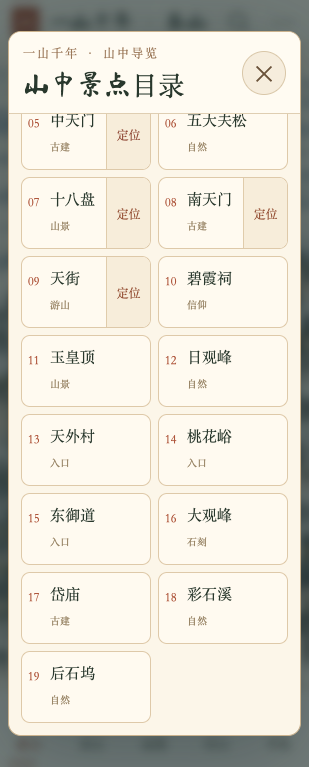 一山千年 · 山中导览
山中景点目录
05 中天门 定位 06 五大夫松
古建 自然
07 十八盘 定位 08 南天门 定位
山景 古建
09 天街 定位 10 碧霞祠
游山 信仰
11 玉皇顶 12 日观峰
山景 自然
13 天外村 14 桃花峪
入口 入口
15 东御道 16 大观峰
入口 石刻
17 岱庙 18 彩石溪
古建 自然
19 后石坞
自然